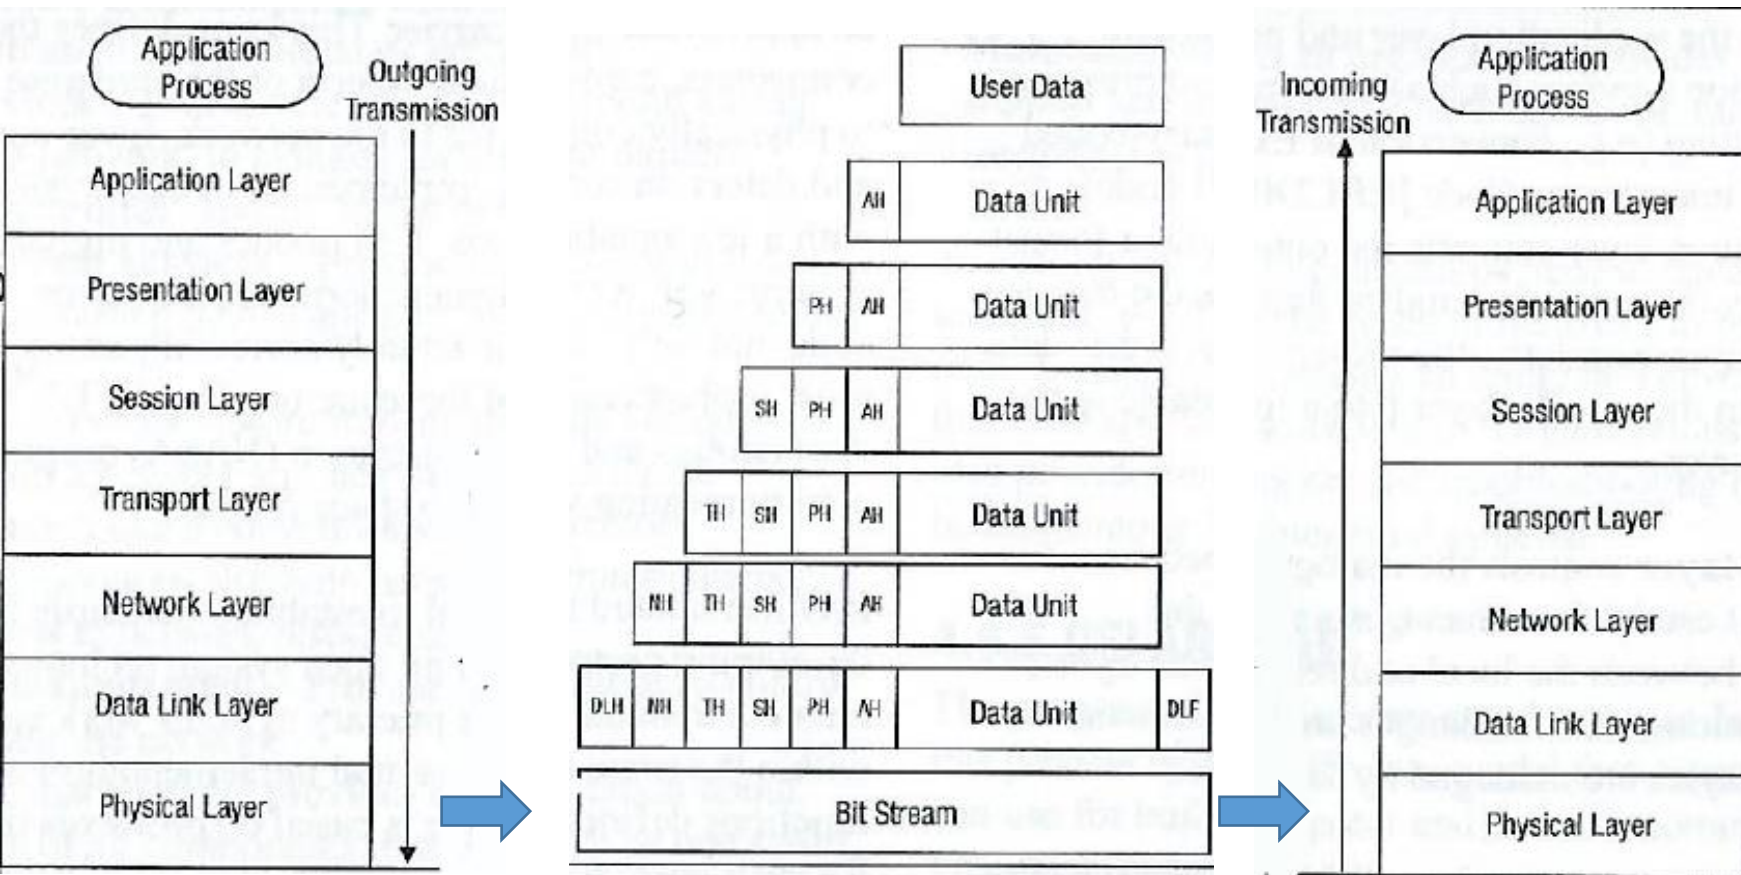 Application
Process
Outgoing
Transmission
Application Layer
Presentation Layer
Session Layer
Transport Layer
Network Layer
Data Link Layer
Physical Layer
User Data
AH Data Unit
PH AH Data Unit
SH PH AH Data Unit
TH SH PH AH Data Unit
NH TH SH PH AH Data Unit
DLH NH TH SH PH AH Data Unit DLF
Bit Stream
Incoming
Transmission
Application
Process
Application Layer
Presentation Layer
Session Layer
Transport Layer
Network Layer
Data Link Layer
Physical Layer